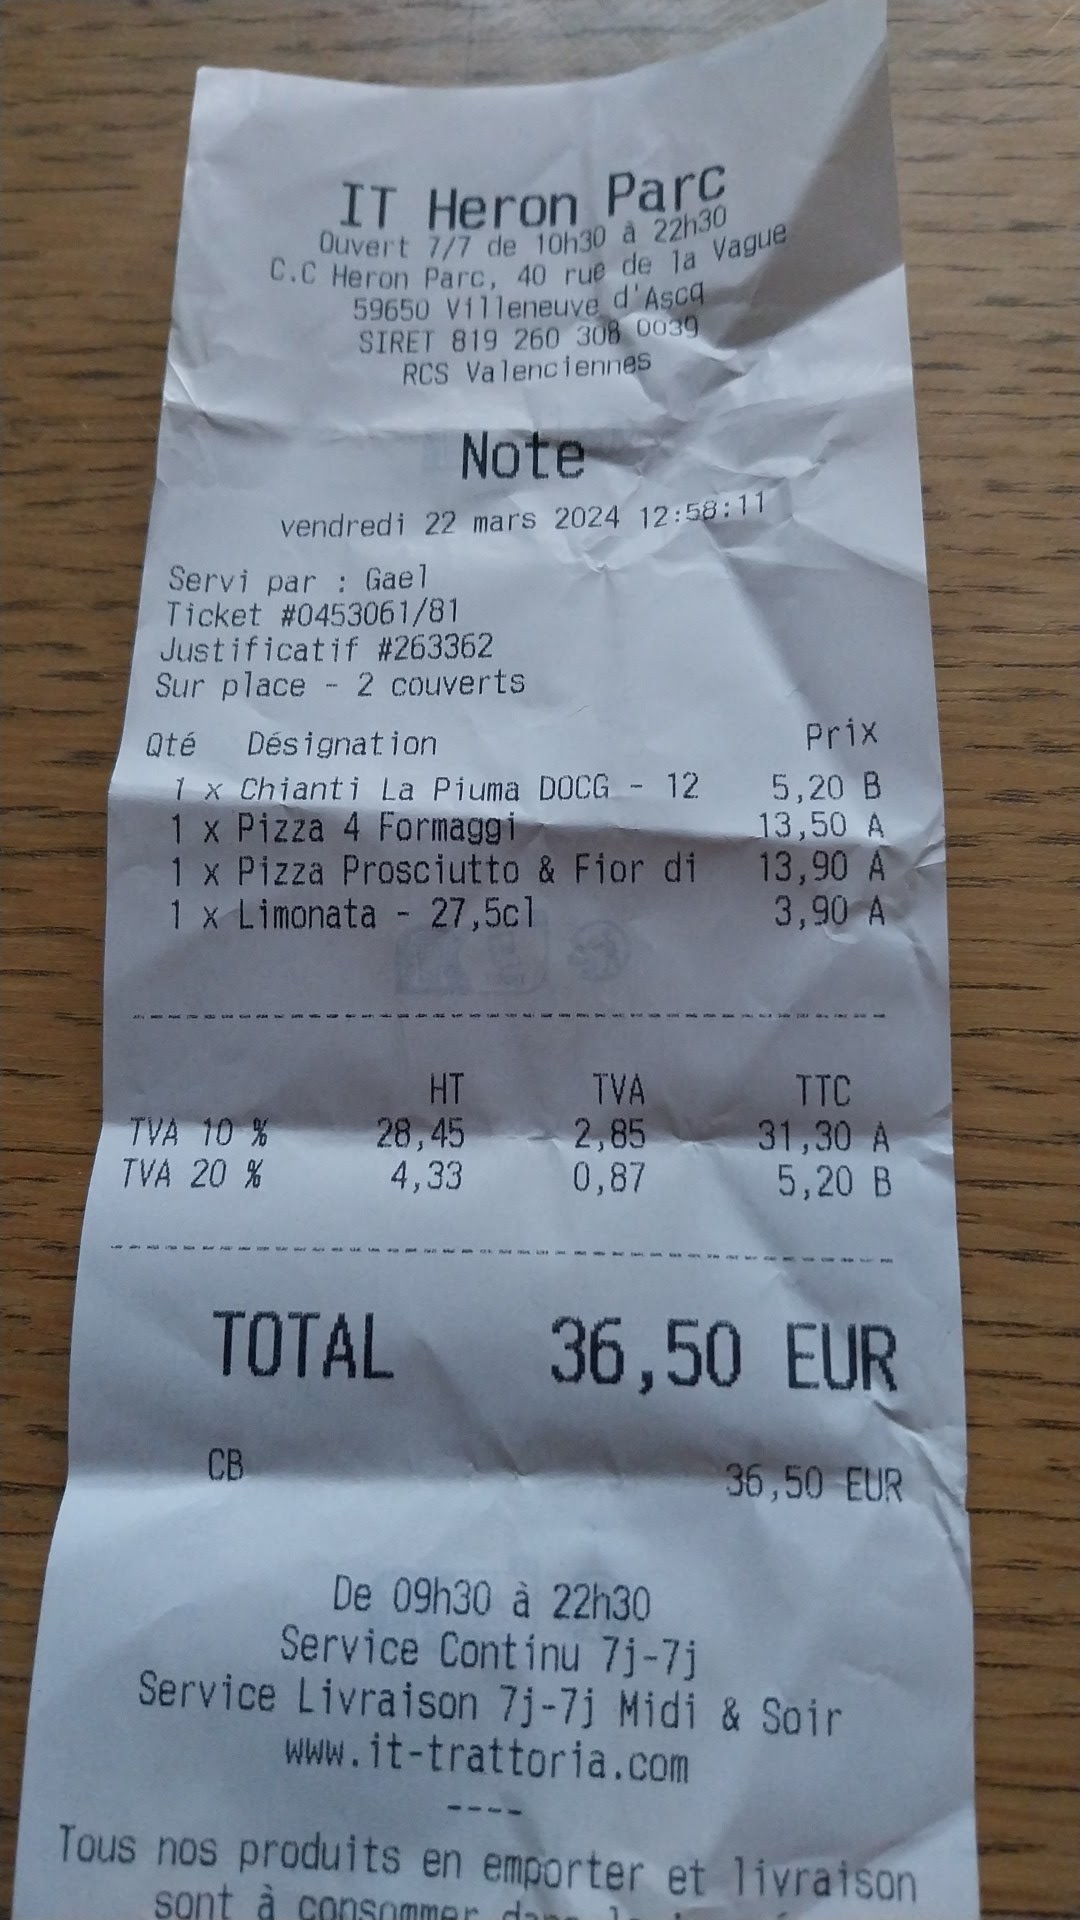 IT Heron Parc
Ouvert 7/7 de 10h30 à 22h30
C.C Heron Parc, 40 rue de la Vague
59650 Villeneuve d'Ascq
SIRET 819 260 308 0039
RCS Valenciennes
Note
vendredi 22 mars 2024 12:58:11
Servi par : Gael
Ticket #0453061/81
Justificatif #263362
Sur place - 2 couverts
Qté Désignation Prix
1 x Chianti La Piuma DOCG - 12 5,20 B
1 x Pizza 4 Formaggi 13,50 A
1 x Pizza Prosciutto & Fior di 13,90 A
1 x Limonata - 27,5cl 3,90 A
HT TVA TTC
TVA 10 % 28,45 2,85 31,30 A
TVA 20 % 4,33 0,87 5,20 B
TOTAL 36,50 EUR
CB 36,50 EUR
De 09h30 à 22h30
Service Continu 7j-7j
Service Livraison 7j-7j Midi & Soir
www.it-trattoria.com
----
Tous nos produits en emporter et livraison
sont à consommer dans